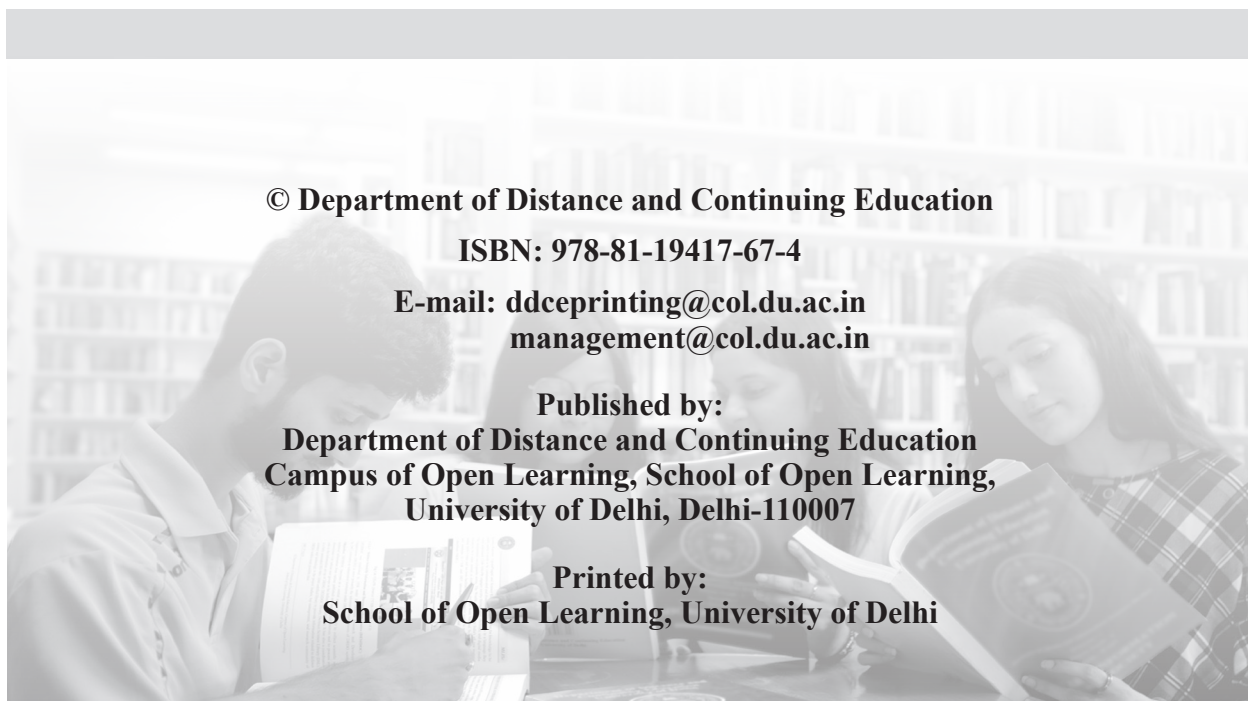 © Department of Distance and Continuing Education
ISBN: 978-81-19417-67-4
E-mail: ddceprinting@col.du.ac.in
management@col.du.ac.in
Published by:
Department of Distance and Continuing Education
Campus of Open Learning, School of Open Learning,
University of Delhi, Delhi-110007
Printed by:
School of Open Learning, University of Delhi